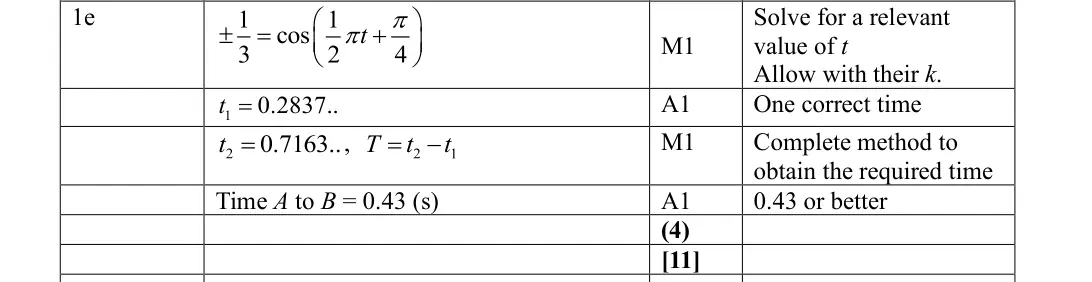 1e ±1/3 = cos(1/2 πt + π/4) M1 Solve for a relevant
value of t
Allow with their k.
t₁ = 0.2837.. A1 One correct time
t₂ = 0.7163.. , T = t₂ − t₁ M1 Complete method to
obtain the required time
Time A to B = 0.43 (s) A1 0.43 or better
(4)
[11]